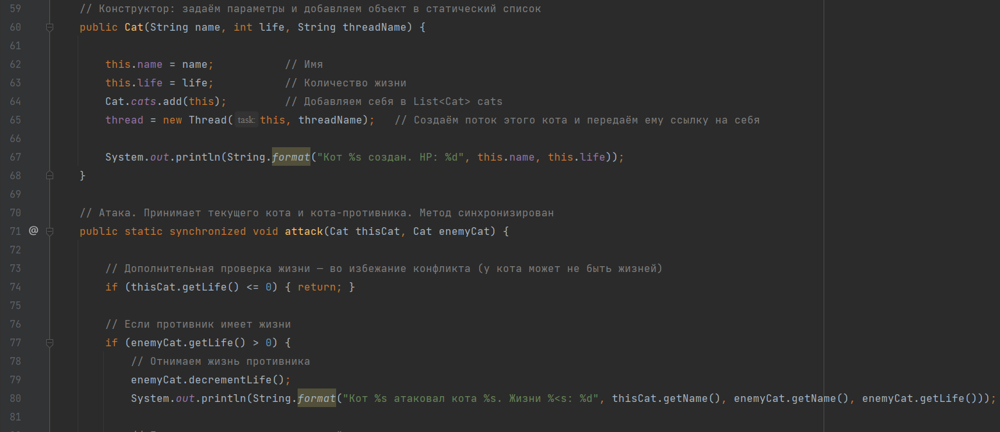 59 // Конструктор: задаём параметры и добавляем объект в статический список
60 public Cat(String name, int life, String threadName) {
61
62 this.name = name; // Имя
63 this.life = life; // Количество жизни
64 Cat.cats.add(this); // Добавляем себя в List<Cat> cats
65 thread = new Thread( task: this, threadName); // Создаём поток этого кота и передаём ему ссылку на себя
66
67 System.out.println(String.format("Кот %s создан. HP: %d", this.name, this.life));
68 }
69
70 // Атака. Принимает текущего кота и кота-противника. Метод синхронизирован
71 @ public static synchronized void attack(Cat thisCat, Cat enemyCat) {
72
73 // Дополнительная проверка жизни — во избежание конфликта (у кота может не быть жизней)
74 if (thisCat.getLife() <= 0) { return; }
75
76 // Если противник имеет жизни
77 if (enemyCat.getLife() > 0) {
78 // Отнимаем жизнь противника
79 enemyCat.decrementLife();
80 System.out.println(String.format("Кот %s атаковал кота %s. Жизни %<s: %d", thisCat.getName(), enemyCat.getName(), enemyCat.getLife()));
81